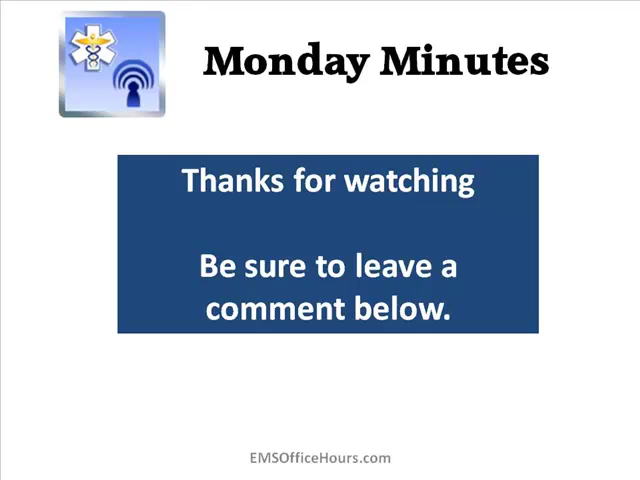 Monday Minutes
Thanks for watching
Be sure to leave a
comment below.
EMSOfficeHours.com